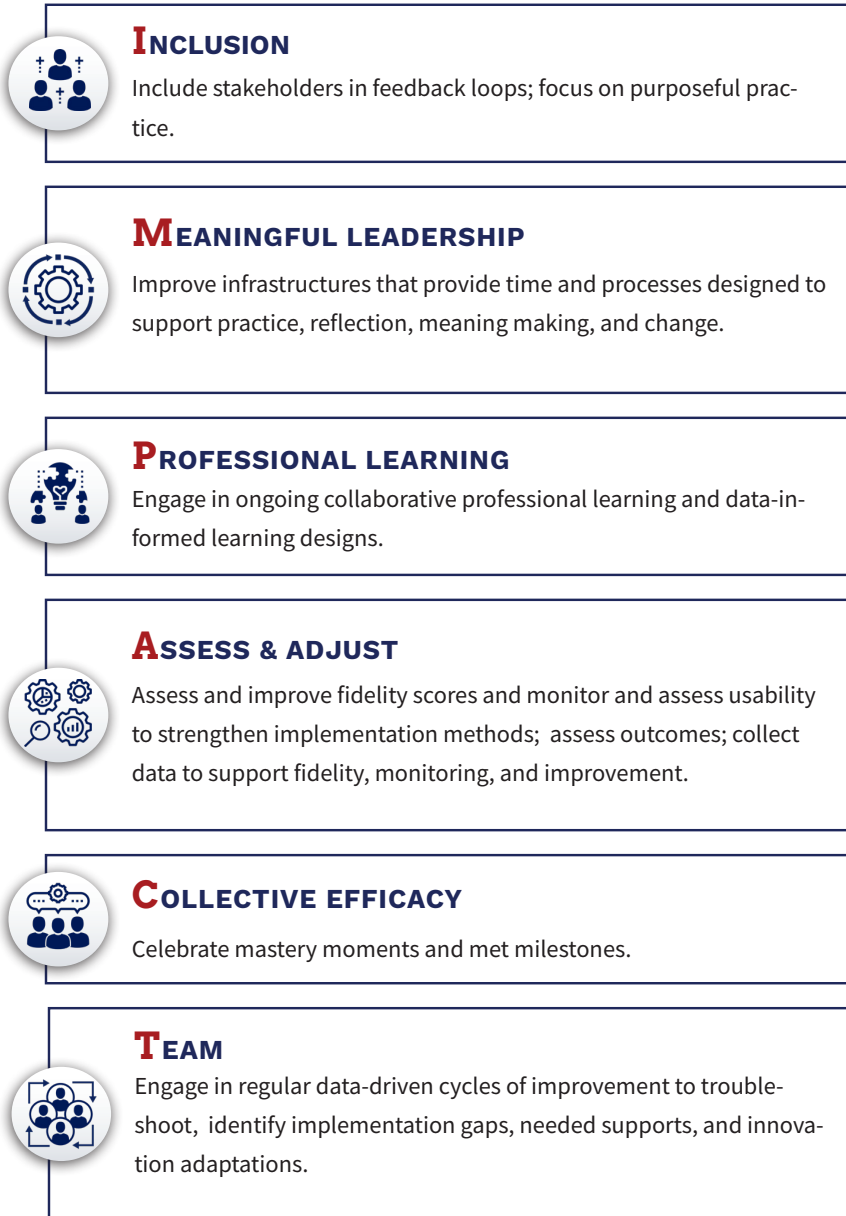 INCLUSION
Include stakeholders in feedback loops; focus on purposeful prac-
tice.
MEANINGFUL LEADERSHIP
Improve infrastructures that provide time and processes designed to
support practice, reflection, meaning making, and change.
PROFESSIONAL LEARNING
Engage in ongoing collaborative professional learning and data-in-
formed learning designs.
ASSESS & ADJUST
Assess and improve fidelity scores and monitor and assess usability
to strengthen implementation methods;  assess outcomes; collect
data to support fidelity, monitoring, and improvement.
COLLECTIVE EFFICACY
Celebrate mastery moments and met milestones.
TEAM
Engage in regular data-driven cycles of improvement to trouble-
shoot,  identify implementation gaps, needed supports, and innova-
tion adaptations.